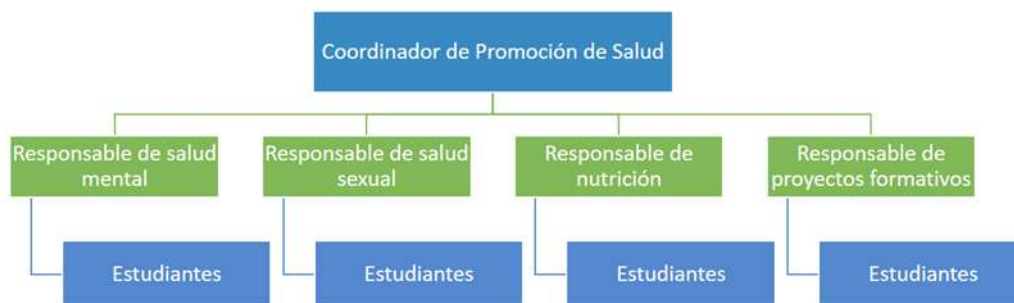 Coordinador de Promoción de Salud
Responsable de salud
mental
Responsable de salud
sexual
Responsable de
nutrición
Responsable de
proyectos formativos
Estudiantes
Estudiantes
Estudiantes
Estudiantes